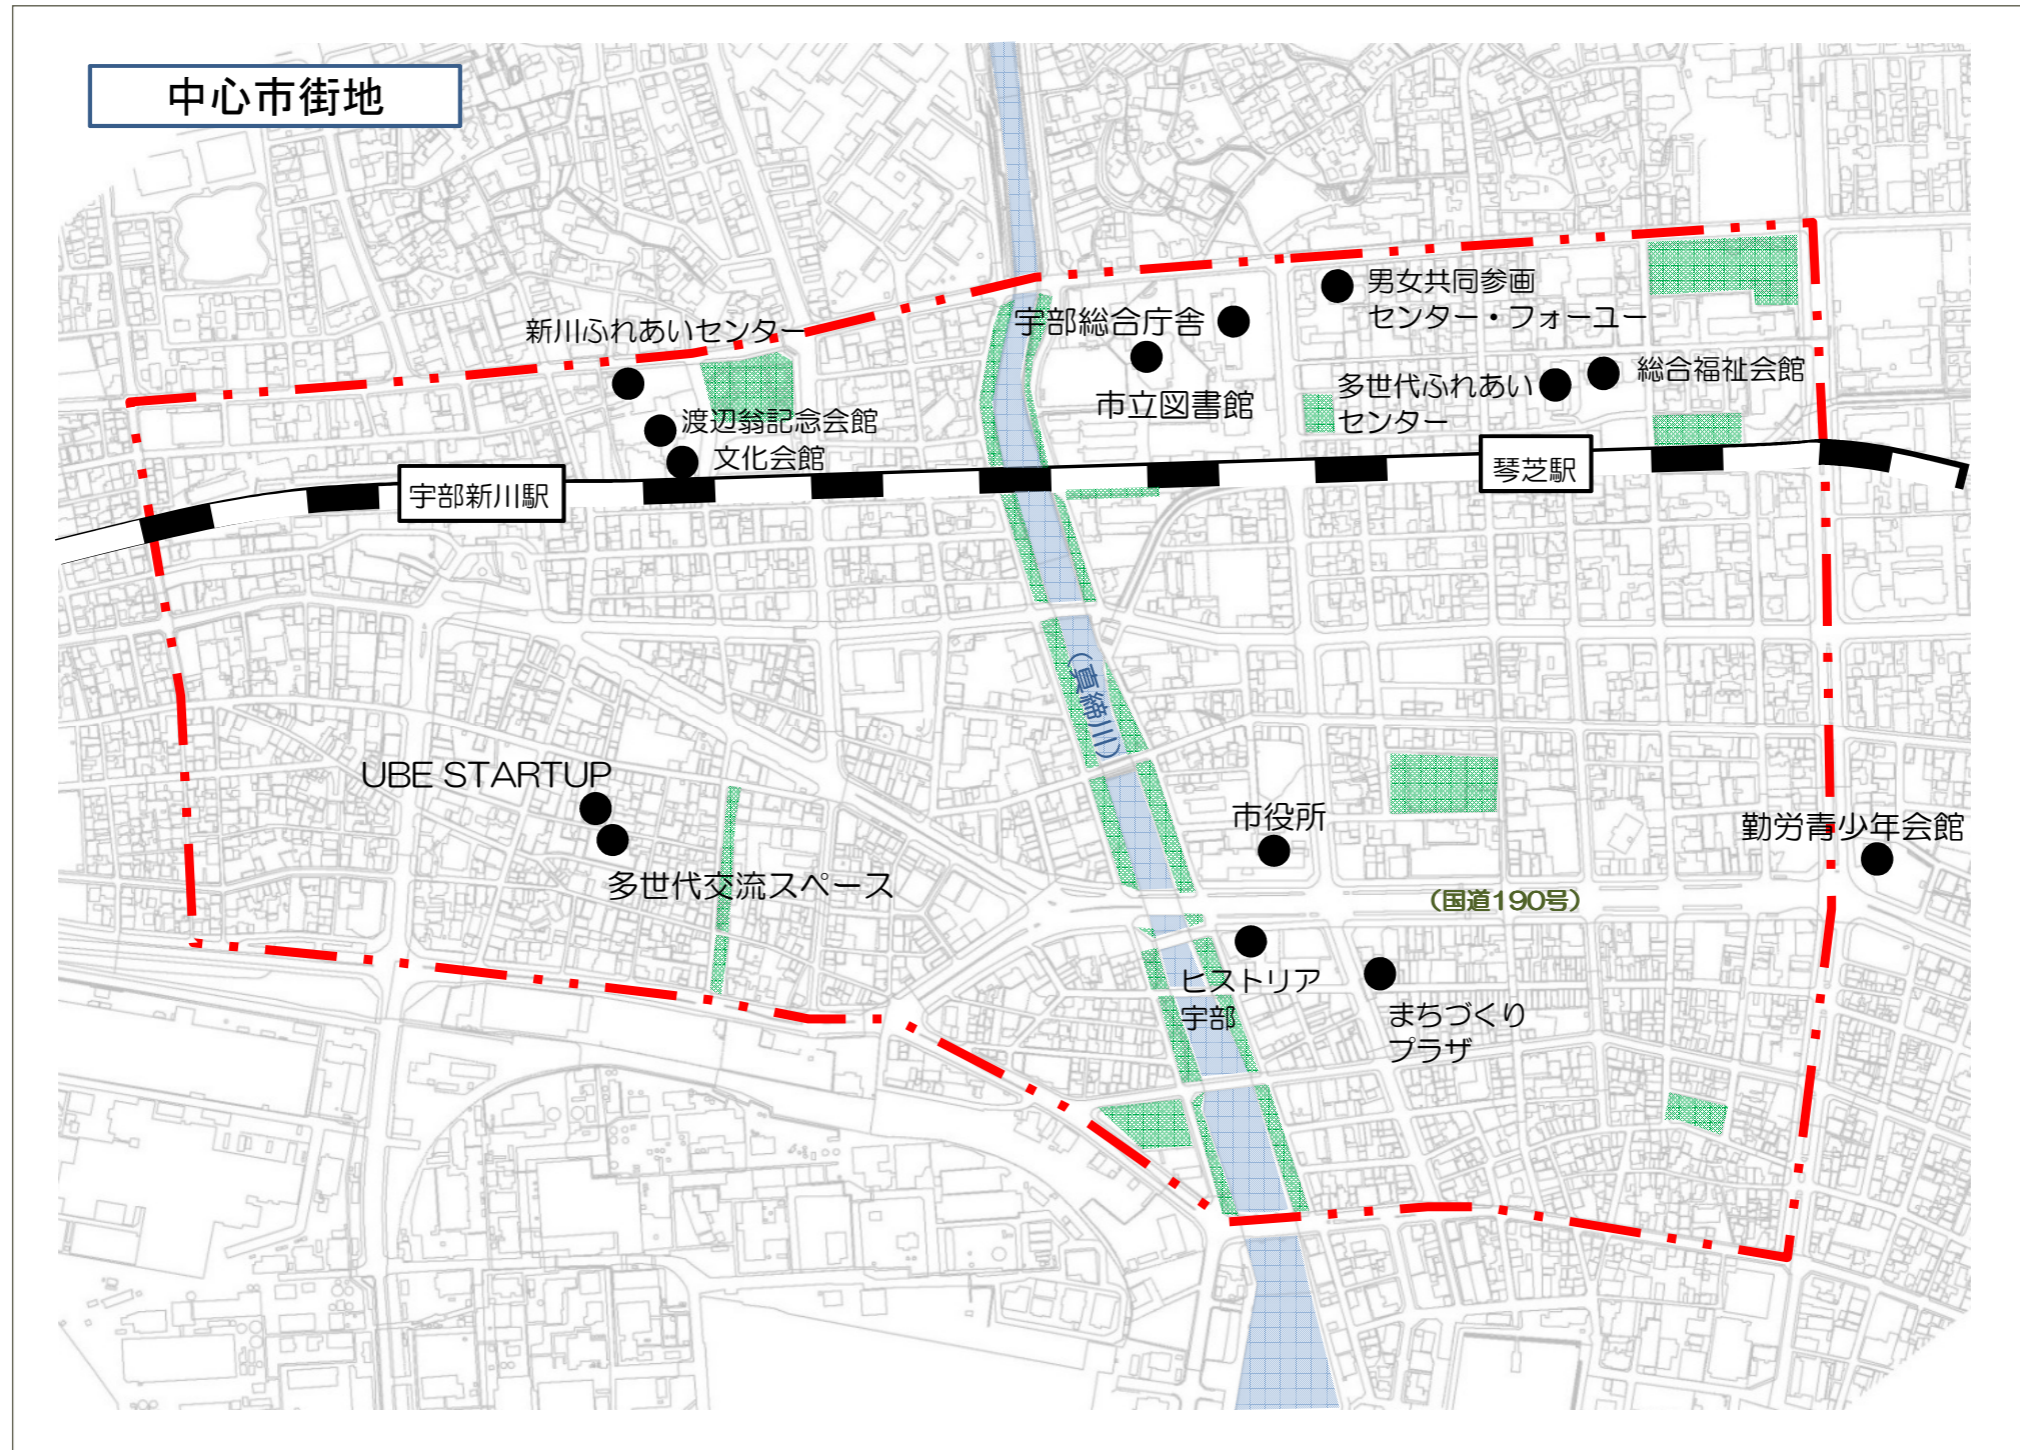 中心市街地
男女共同参画
センター・フォーユー
宇部総合庁舎
新川ふれあいセンター
総合福祉会館
多世代ふれあい
センター
市立図書館
渡辺翁記念会館
文化会館
琴芝駅
宇部新川駅
（真締川）
UBE STARTUP
市役所
勤労青少年会館
多世代交流スペース
（国道190号）
ヒストリア
宇部
まちづくり
プラザ